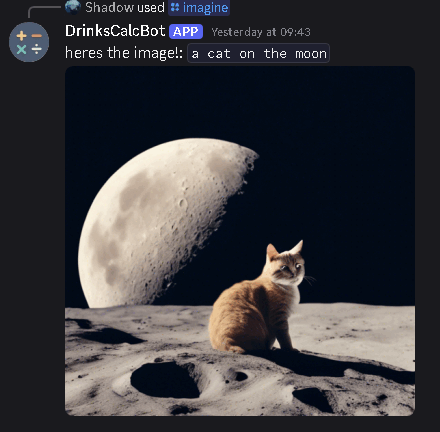 Shadow used imagine
DrinksCalcBot APP Yesterday at 09:43
heres the image!: a cat on the moon